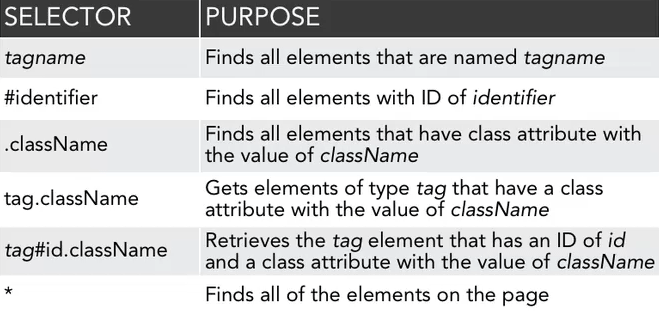 SELECTOR PURPOSE
tagname Finds all elements that are named tagname
#identifier Finds all elements with ID of identifier
.className Finds all elements that have class attribute with
the value of className
tag.className Gets elements of type tag that have a class
attribute with the value of className
tag#id.className Retrieves the tag element that has an ID of id
and a class attribute with the value of className
* Finds all of the elements on the page